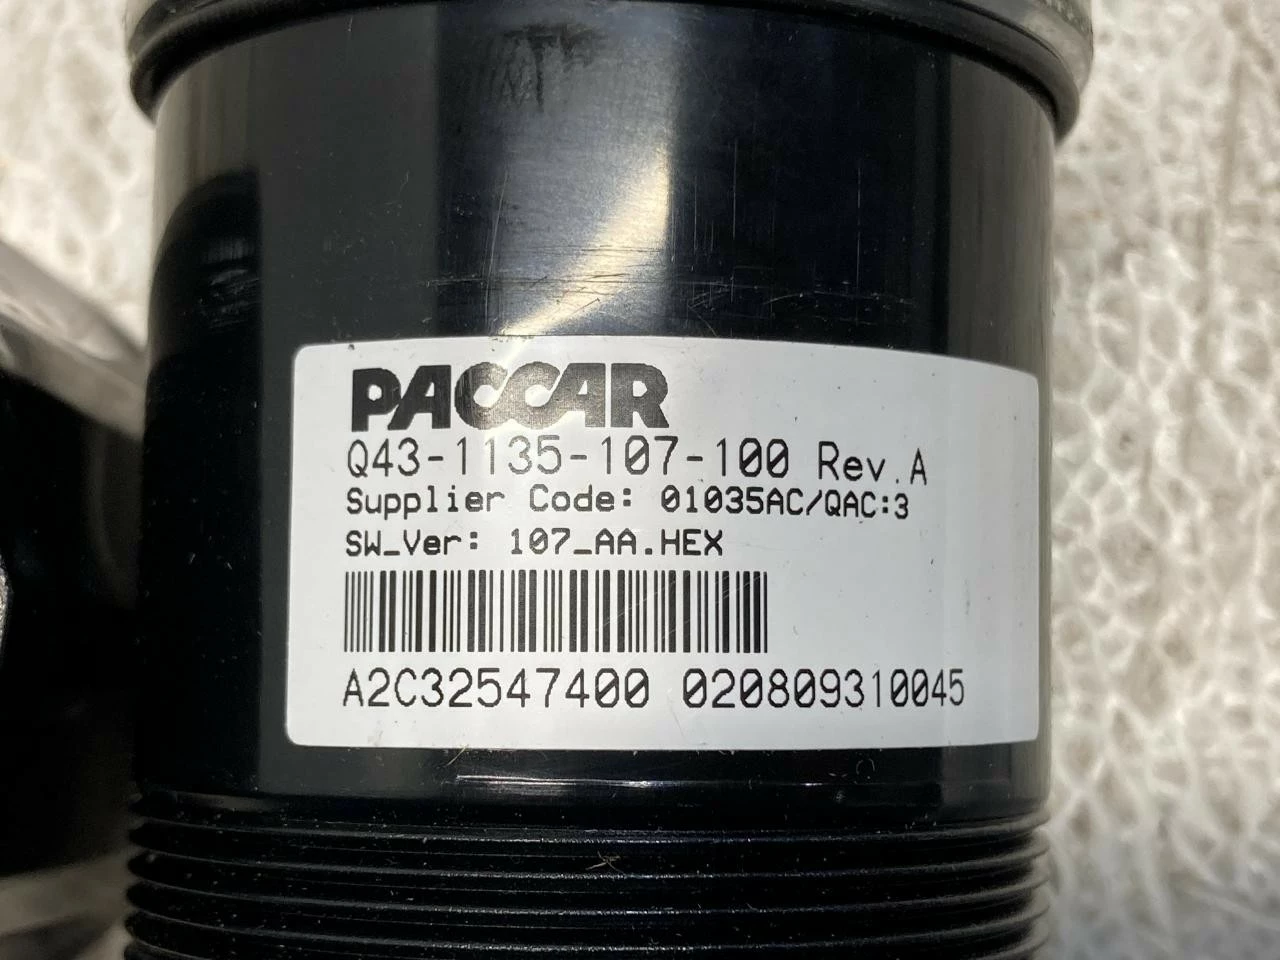 PACCAR
Q43-1135-107-100 Rev.A
Supplier Code: 01035AC/QAC:3
SW_Ver: 107_AA.HEX
A2C32547400 020809310045